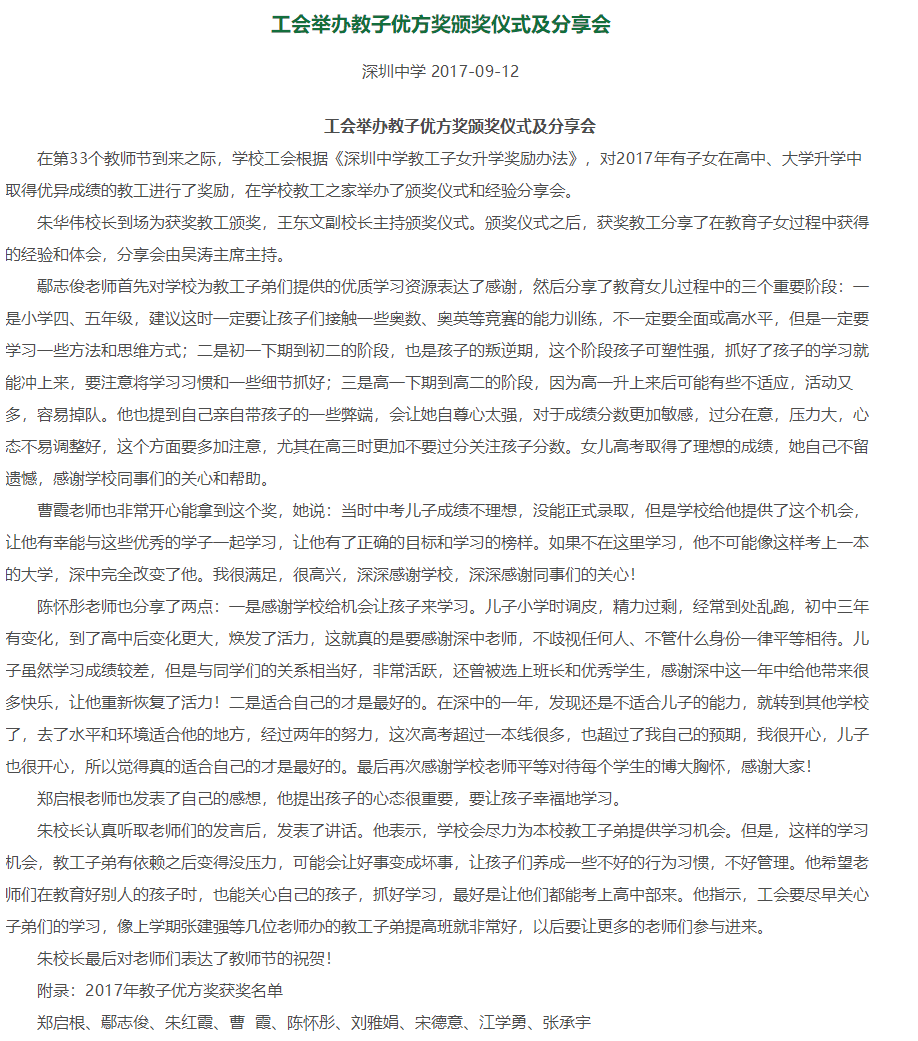 工会举办教子优方奖颁奖仪式及分享会
深圳中学 2017-09-12
工会举办教子优方奖颁奖仪式及分享会
在第33个教师节到来之际，学校工会根据《深圳中学教工子女升学奖励办法》，对2017年有子女在高中、大学升学中
取得优异成绩的教工进行了奖励，在学校教工之家举办了颁奖仪式和经验分享会。
朱华伟校长到场为获奖教工颁奖，王东文副校长主持颁奖仪式。颁奖仪式之后，获奖教工分享了在教育子女过程中获得
的经验和体会，分享会由吴涛主席主持。
鄢志俊老师首先对学校为教工子弟们提供的优质学习资源表达了感谢，然后分享了教育女儿过程中的三个重要阶段：一
是小学四、五年级，建议这时一定要让孩子们接触一些奥数、奥英等竞赛的能力训练，不一定要全面或高水平，但是一定要
学习一些方法和思维方式；二是初一下期到初二的阶段，也是孩子的叛逆期，这个阶段孩子可塑性强，抓好了孩子的学习就
能冲上来，要注意将学习习惯和一些细节抓好；三是高一下期到高二的阶段，因为高一升上来后可能有些不适应，活动又
多，容易掉队。他也提到自己亲自带孩子的一些弊端，会让她自尊心太强，对于成绩分数更加敏感，过分在意，压力大，心
态不易调整好，这个方面要多加注意，尤其在高三时更加不要过分关注孩子分数。女儿高考取得了理想的成绩，她自己不留
遗憾，感谢学校同事们的关心和帮助。
曹霞老师也非常开心能拿到这个奖，她说：当时中考儿子成绩不理想，没能正式录取，但是学校给他提供了这个机会，
让他有幸能与这些优秀的学子一起学习，让他有了正确的目标和学习的榜样。如果不在这里学习，他不可能像这样考上一本
的大学，深中完全改变了他。我很满足，很高兴，深深感谢学校，深深感谢同事们的关心！
陈怀彤老师也分享了两点：一是感谢学校给机会让孩子来学习。儿子小学时调皮，精力过剩，经常到处乱跑，初中三年
有变化，到了高中后变化更大，焕发了活力，这就真的是要感谢深中老师，不歧视任何人、不管什么身份一律平等相待。儿
子虽然学习成绩较差，但是与同学们的关系相当好，非常活跃，还曾被选上班长和优秀学生，感谢深中这一年中给他带来很
多快乐，让他重新恢复了活力！二是适合自己的才是最好的。在深中的一年，发现还是不适合儿子的能力，就转到其他学校
了，去了水平和环境适合他的地方，经过两年的努力，这次高考超过一本线很多，也超过了我自己的预期，我很开心，儿子
也很开心，所以觉得真的适合自己的才是最好的。最后再次感谢学校老师平等对待每个学生的博大胸怀，感谢大家！
郑启根老师也发表了自己的感想，他提出孩子的心态很重要，要让孩子幸福地学习。
朱校长认真听取老师们的发言后，发表了讲话。他表示，学校会尽力为本校教工子弟提供学习机会。但是，这样的学习
机会，教工子弟有依赖之后变得没压力，可能会让好事变成坏事，让孩子们养成一些不好的行为习惯，不好管理。他希望老
师们在教育好别人的孩子时，也能关心自己的孩子，抓好学习，最好是让他们都能考上高中部来。他指示，工会要尽早关心
子弟们的学习，像上学期张建强等几位老师办的教工子弟提高班就非常好，以后要让更多的老师们参与进来。
朱校长最后对老师们表达了教师节的祝贺！
附录：2017年教子优方奖获奖名单
郑启根、鄢志俊、朱红霞、曹  霞、陈怀彤、刘雅娟、宋德意、江学勇、张承宇